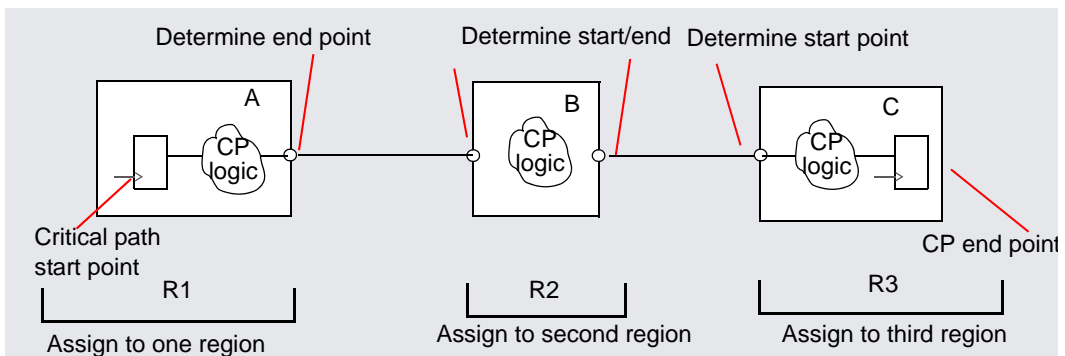 Determine end point
Determine start/end
Determine start point
A
B
C
CP
logic
CP
logic
CP
logic
Critical path
start point
CP end point
R1
R2
R3
Assign to one region
Assign to second region
Assign to third region